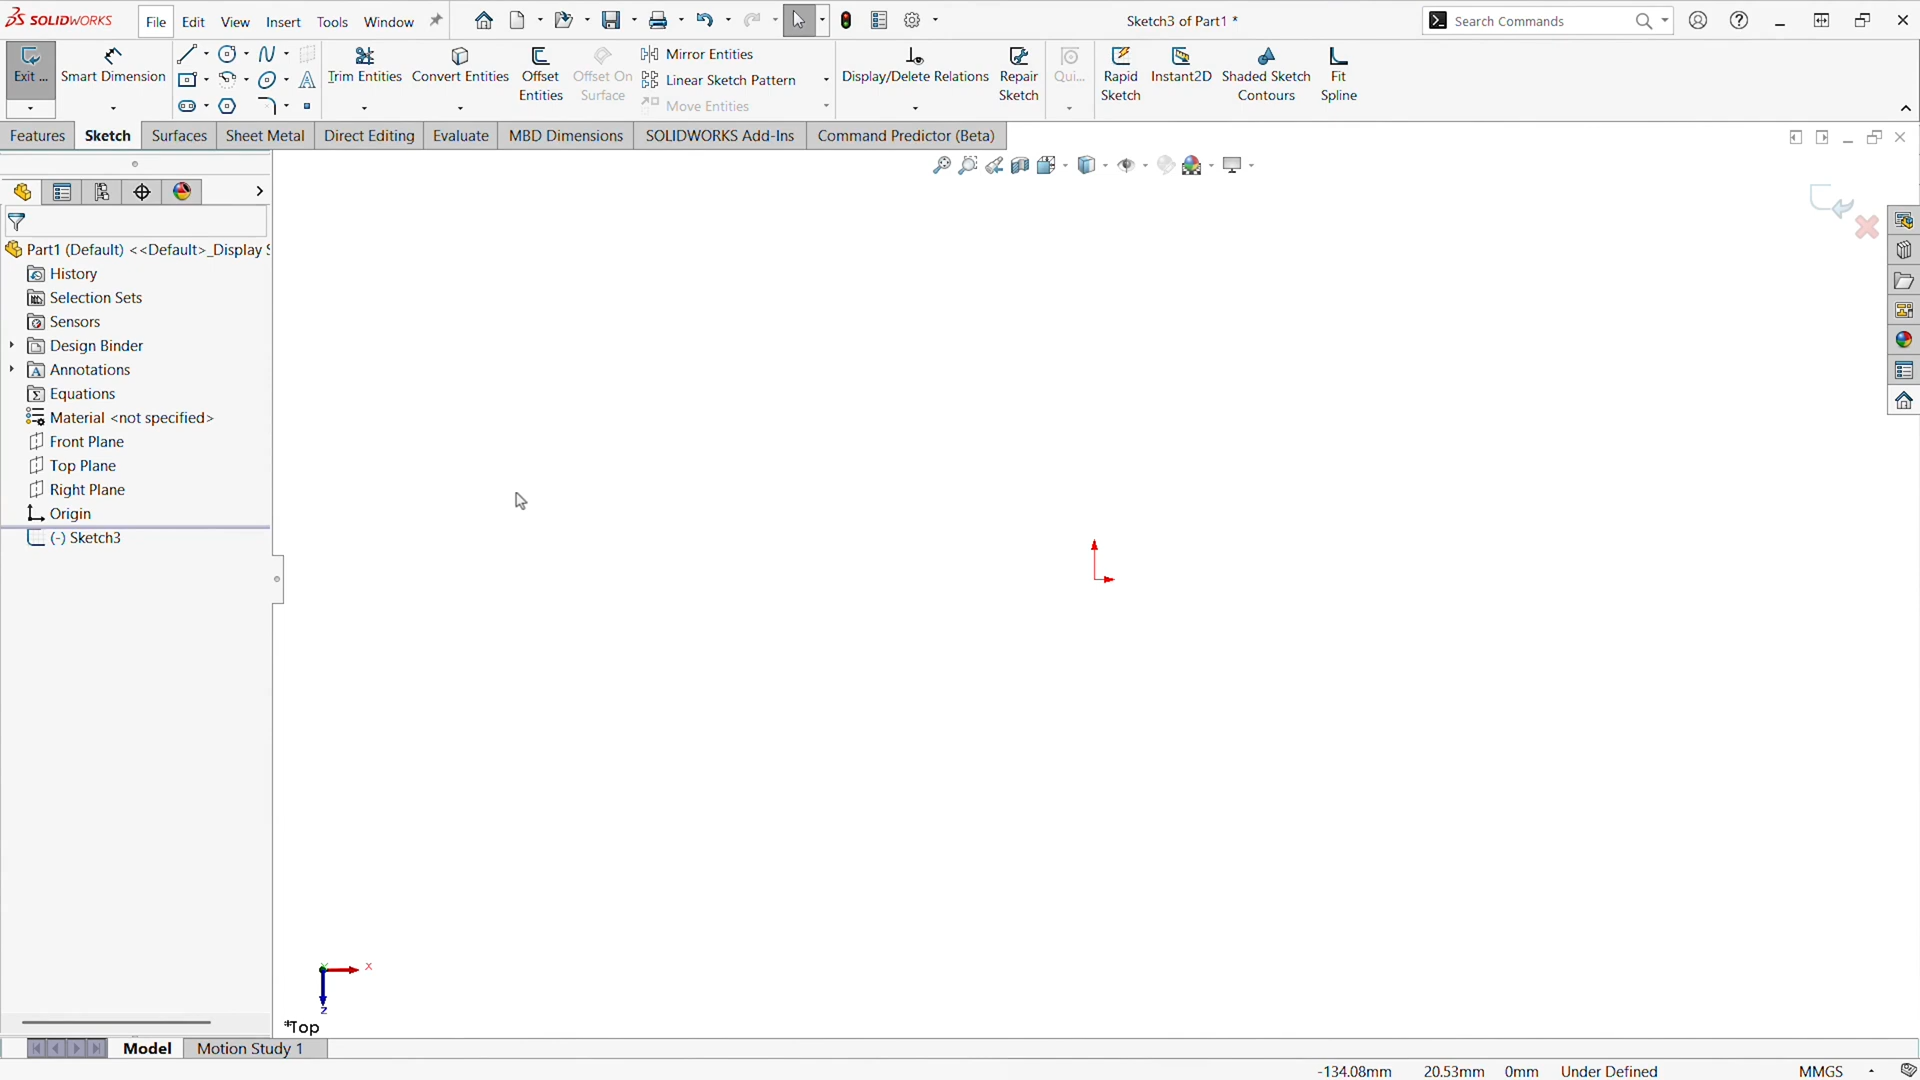 SOLIDWORKS File Edit View Insert Tools Window Sketch3 of Part1 * Search Commands
Exit ... Smart Dimension Trim Entities Convert Entities Offset Entities Offset On Surface Mirror Entities Linear Sketch Pattern Move Entities Display/Delete Relations Repair Sketch Qui... Rapid Sketch Instant2D Shaded Sketch Contours Fit Spline
Features Sketch Surfaces Sheet Metal Direct Editing Evaluate MBD Dimensions SOLIDWORKS Add-Ins Command Predictor (Beta)
Part1 (Default) <<Default>_Display S
History
Selection Sets
Sensors
Design Binder
Annotations
Equations
Material <not specified>
Front Plane
Top Plane
Right Plane
Origin
(-) Sketch3
Y
X
Z
*Top
Model Motion Study 1
-134.08mm 20.53mm 0mm Under Defined MMGS